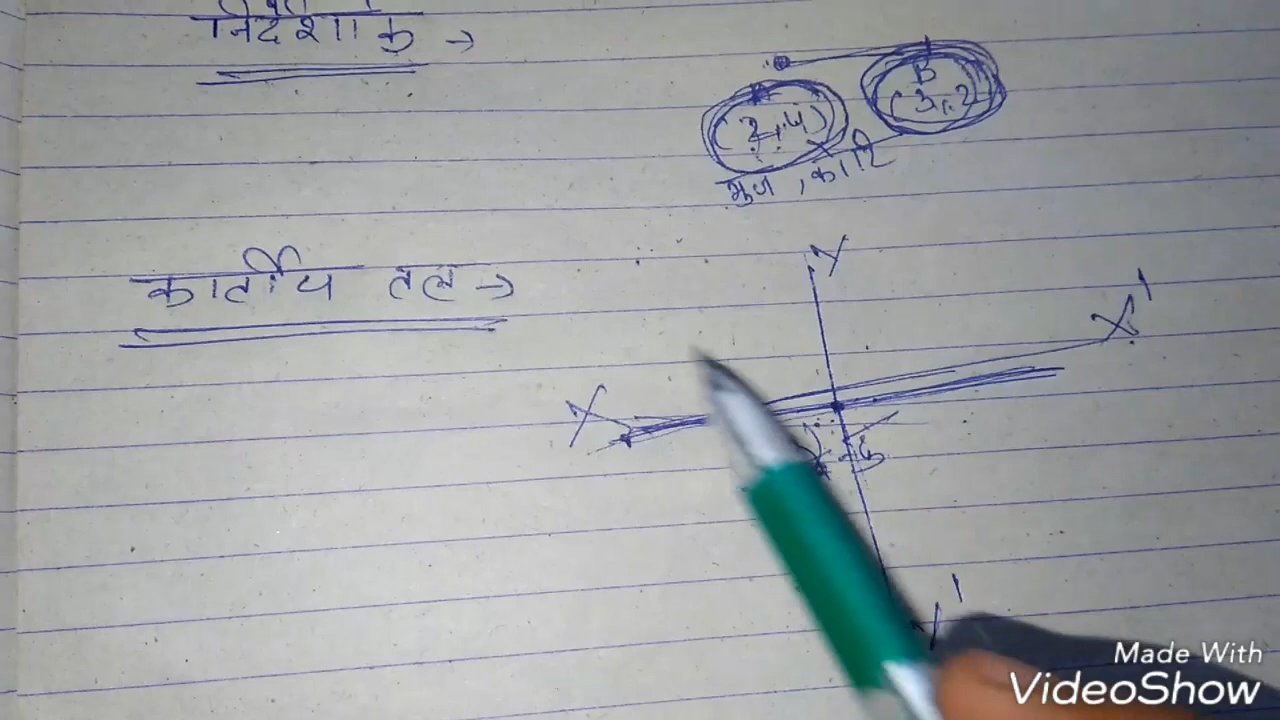 निर्देशांक →
B
(3, 2
(2, 4)
भुज , कोटि
कार्तीय तल →
Y
X'
X
Y'
Made With
VideoShow